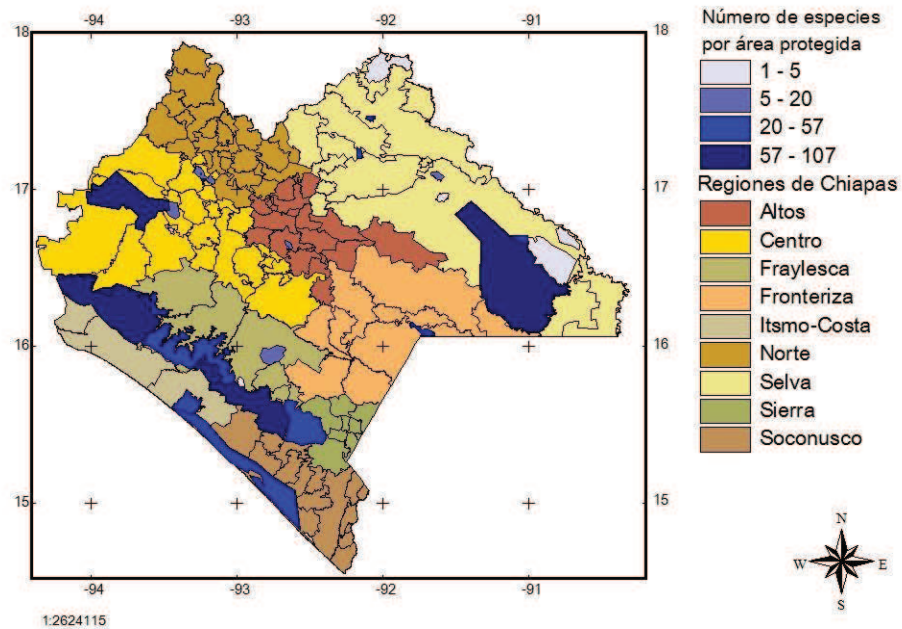 -94 -93 -92 -91
18 18
17 17
16 16
15 15
-94 -93 -92 -91
1:2624115
Número de especies
por área protegida
1 - 5
5 - 20
20 - 57
57 - 107
Regiones de Chiapas
Altos
Centro
Fraylesca
Fronteriza
Itsmo-Costa
Norte
Selva
Sierra
Soconusco
N
W E
S